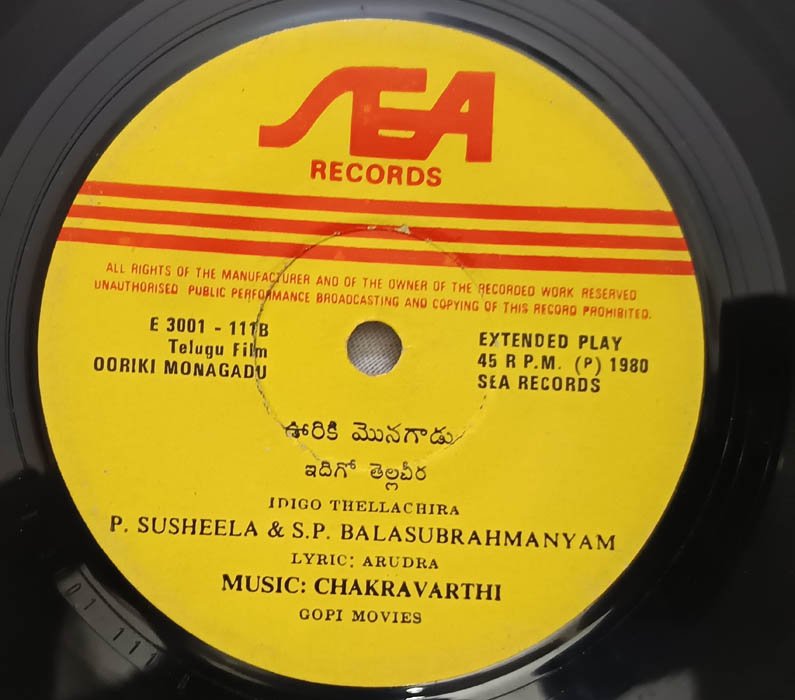 SEA
RECORDS
ALL RIGHTS OF THE MANUFACTURER AND OF THE OWNER OF THE RECORDED WORK RESERVED
UNAUTHORISED PUBLIC PERFORMANCE BROADCASTING AND COPYING OF THIS RECORD PROHIBITED.
E 3001 - 111B
Telugu Film
OORIKI MONAGADU
EXTENDED PLAY
45 R P.M. (P) 1980
SEA RECORDS
ఊరికి మొనగాడు
ఇదిగో తెల్లచీర
IDIGO THELLACHIRA
P. SUSHEELA & S.P. BALASUBRAHMANYAM
LYRIC: ARUDRA
MUSIC: CHAKRAVARTHI
GOPI MOVIES